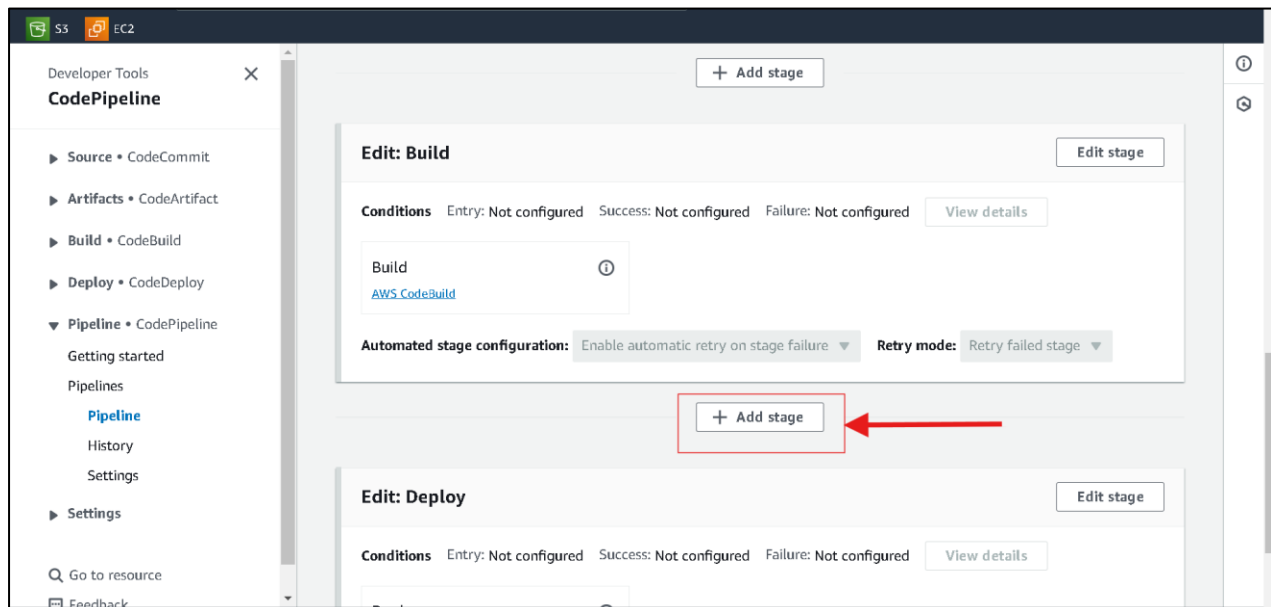 S3 EC2
Developer Tools
CodePipeline
Source • CodeCommit
Artifacts • CodeArtifact
Build • CodeBuild
Deploy • CodeDeploy
Pipeline • CodePipeline
Getting started
Pipelines
Pipeline
History
Settings
Settings
Go to resource
Feedback
+ Add stage
Edit: Build
Edit stage
Conditions Entry: Not configured Success: Not configured Failure: Not configured View details
Build
AWS CodeBuild
Automated stage configuration: Enable automatic retry on stage failure Retry mode: Retry failed stage
+ Add stage
Edit: Deploy
Edit stage
Conditions Entry: Not configured Success: Not configured Failure: Not configured View details